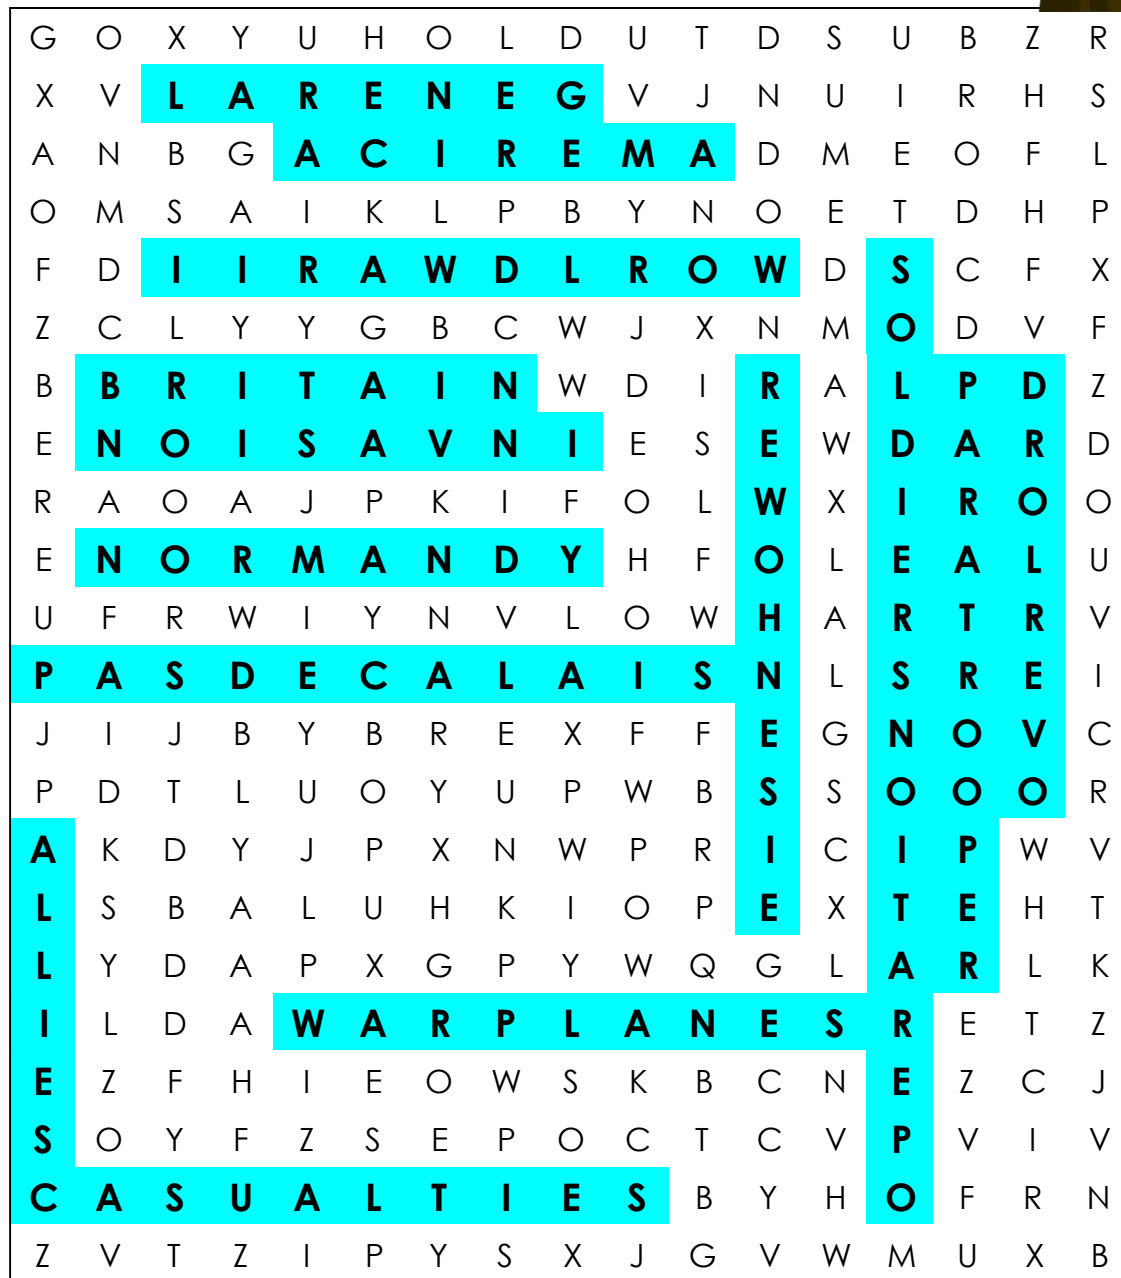 G O X Y U H O L D U T D S U B Z R
X V L A R E N E G V J N U I R H S
A N B G A C I R E M A D M E O F L
O M S A I K L P B Y N O E T D H P
F D I I R A W D L R O W D S C F X
Z C L Y Y G B C W J X N M O D V F
B B R I T A I N W D I R A L P D Z
E N O I S A V N I E S E W D A R D
R A O A J P K I F O L W X I R O O
E N O R M A N D Y H F O L E A L U
U F R W I Y N V L O W H A R T R V
P A S D E C A L A I S N L S R E I
J I J B Y B R E X F F E G N O V C
P D T L U O Y U P W B S S O O O R
A K D Y J P X N W P R I C I P W V
L S B A L U H K I O P E X T E H T
L Y D A P X G P Y W Q G L A R L K
I L D A W A R P L A N E S R E T Z
E Z F H I E O W S K B C N E Z C J
S O Y F Z S E P O C T C V P V I V
C A S U A L T I E S B Y H O F R N
Z V T Z I P Y S X J G V W M U X B